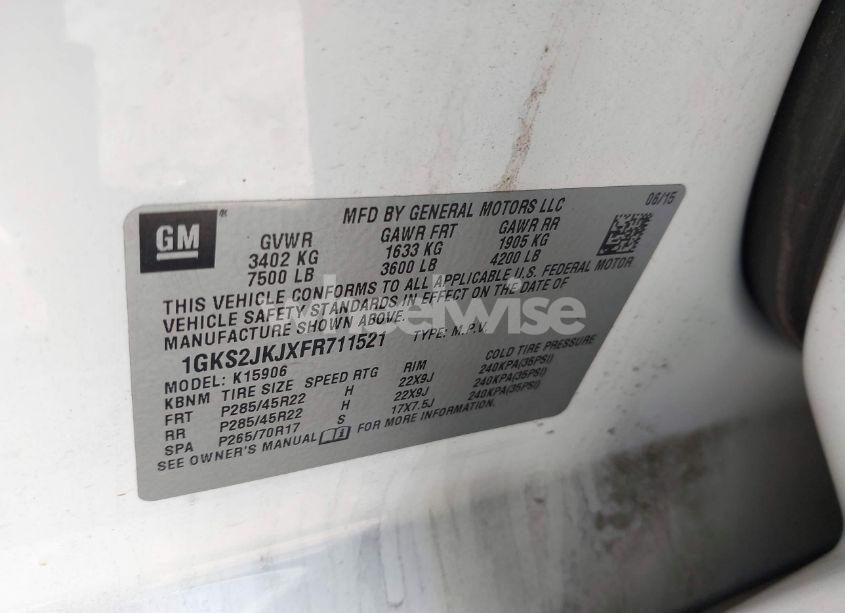 GM
MFD BY GENERAL MOTORS LLC 06/15
GVWR GAWR FRT GAWR RR
3402 KG 1633 KG 1905 KG
7500 LB 3600 LB 4200 LB
THIS VEHICLE CONFORMS TO ALL APPLICABLE U.S. FEDERAL MOTOR
VEHICLE SAFETY STANDARDS IN EFFECT ON THE DATE OF
MANUFACTURE SHOWN ABOVE.
1GKS2JKJXFR711521 TYPE: M.P.V.
MODEL: K15906
KBNM TIRE SIZE SPEED RTG RIM COLD TIRE PRESSURE
FRT P285/45R22 H 22X9J 240KPA(35PSI)
RR P285/45R22 H 22X9J 240KPA(35PSI)
SPA P265/70R17 S 17X7.5J 240KPA(35PSI)
SEE OWNER'S MANUAL FOR MORE INFORMATION.